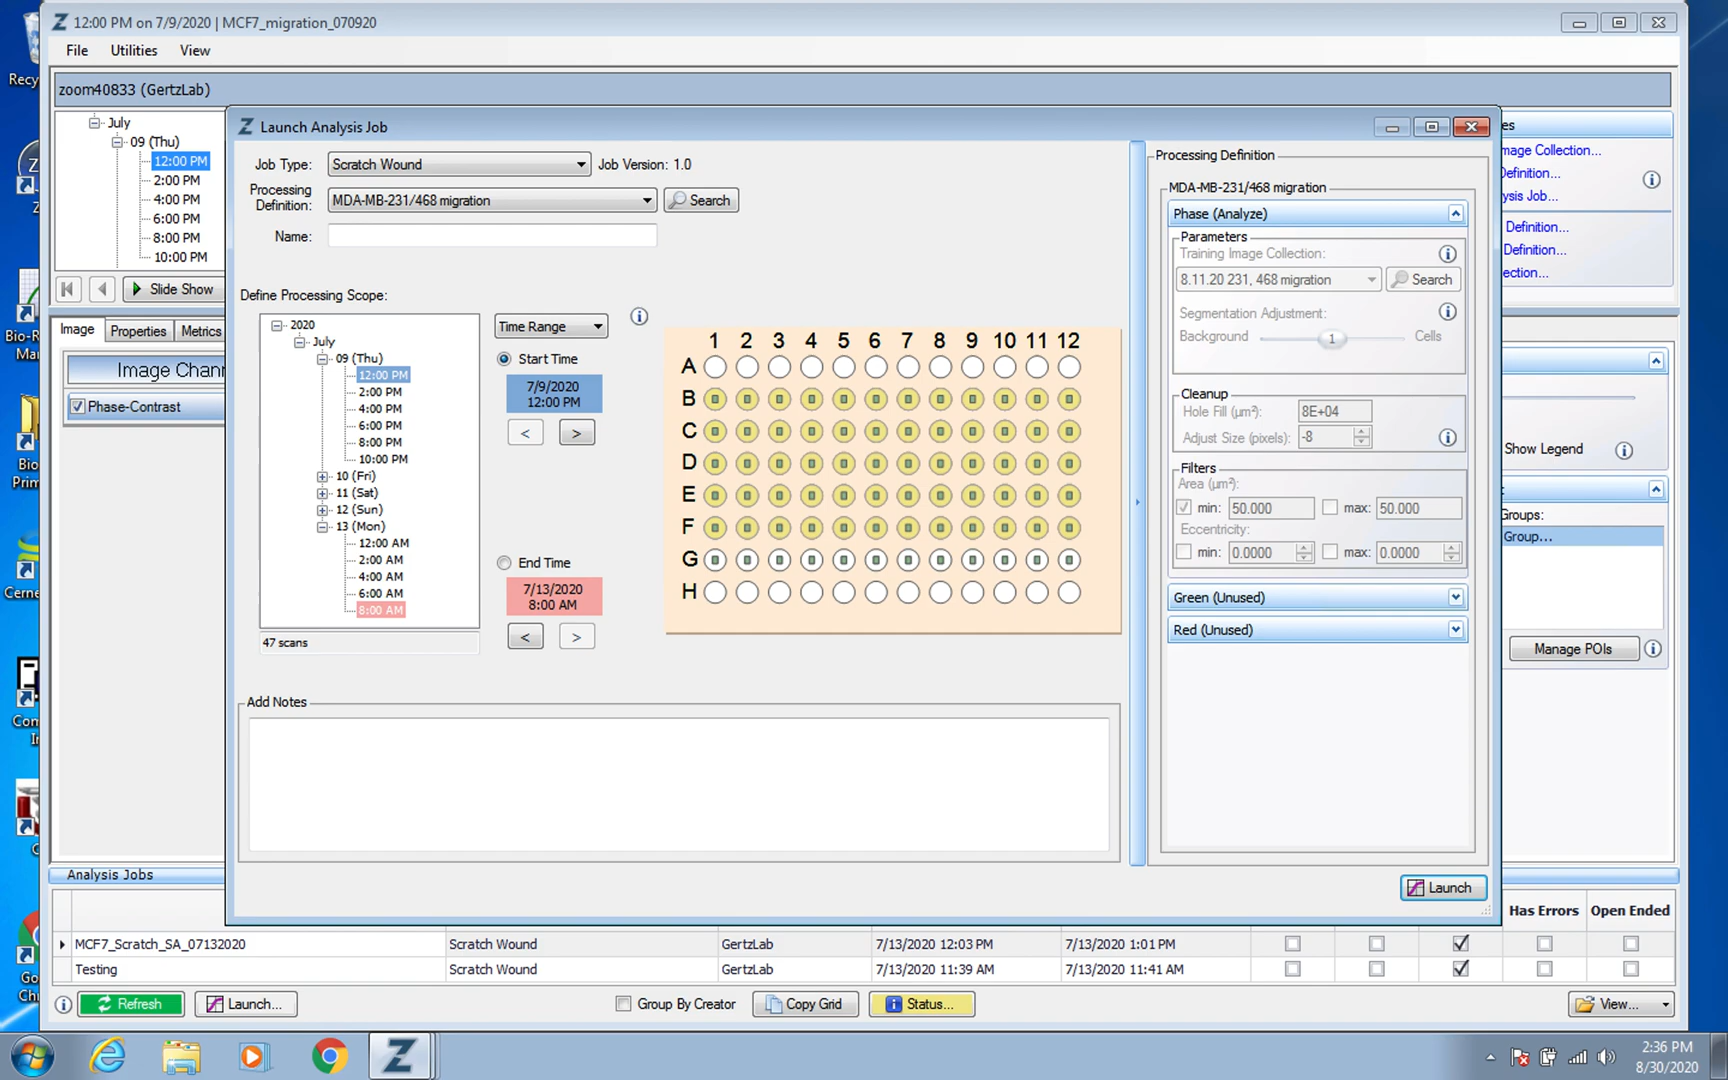 12:00 PM on 7/9/2020 | MCF7_migration_070920
File Utilities View
zoom40833 (GertzLab)
July
09 (Thu)
12:00 PM
2:00 PM
4:00 PM
6:00 PM
8:00 PM
10:00 PM
Slide Show
Image Properties Metrics
Image Chann
Phase-Contrast
Launch Analysis Job
Job Type: Scratch Wound Job Version: 1.0
Processing Definition: MDA-MB-231/468 migration Search
Name:
Define Processing Scope:
2020
July
09 (Thu)
12:00 PM
2:00 PM
4:00 PM
6:00 PM
8:00 PM
10:00 PM
10 (Fri)
11 (Sat)
12 (Sun)
13 (Mon)
12:00 AM
2:00 AM
4:00 AM
6:00 AM
8:00 AM
47 scans
Time Range
Start Time
7/9/2020
12:00 PM
< >
End Time
7/13/2020
8:00 AM
< >
1 2 3 4 5 6 7 8 9 10 11 12
A
B
C
D
E
F
G
H
Add Notes
Processing Definition
MDA-MB-231/468 migration
Phase (Analyze)
Parameters
Training Image Collection:
8.11.20 231, 468 migration Search
Segmentation Adjustment:
Background 1 Cells
Cleanup
Hole Fill (µm²): 8E+04
Adjust Size (pixels): -8
Filters
Area (µm²):
min: 50.000 max: 50.000
Eccentricity:
min: 0.0000 max: 0.0000
Green (Unused)
Red (Unused)
Launch
es
mage Collection...
Definition...
ysis Job...
Definition...
Definition...
ection...
Show Legend
Groups:
Group...
Manage POIs
Analysis Jobs
Has Errors Open Ended
MCF7_Scratch_SA_07132020 Scratch Wound GertzLab 7/13/2020 12:03 PM 7/13/2020 1:01 PM
Testing Scratch Wound GertzLab 7/13/2020 11:39 AM 7/13/2020 11:41 AM
Refresh Launch... Group By Creator Copy Grid Status... View...
Recy
Z
Bio-R
Mar
Bio
Prim
Cerne
Com
Ir
C
Go
Chr
2:36 PM
8/30/2020